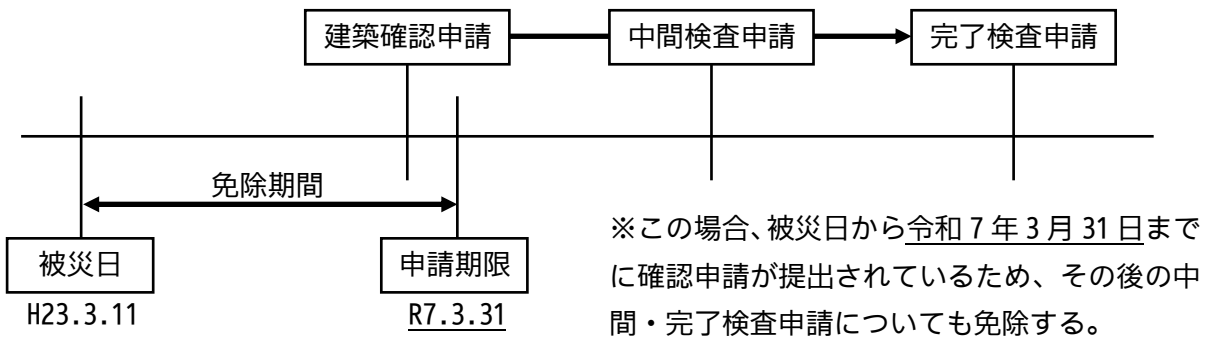 建築確認申請
中間検査申請
完了検査申請
免除期間
被災日
申請期限
H23.3.11
R7.3.31
※この場合、被災日から令和 7 年 3 月 31 日まで
に確認申請が提出されているため、その後の中
間・完了検査申請についても免除する。